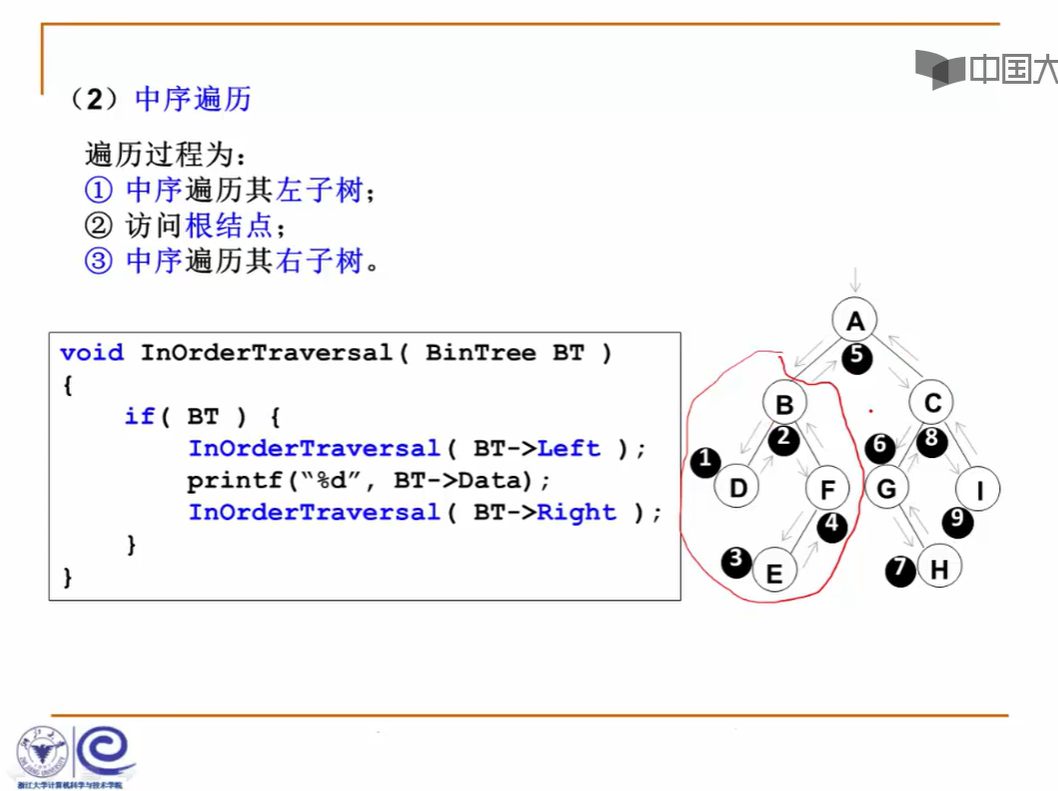 中国大
（2）中序遍历
遍历过程为：
① 中序遍历其左子树；
② 访问根结点；
③ 中序遍历其右子树。
void InOrderTraversal( BinTree BT )
{
if( BT ) {
InOrderTraversal( BT->Left );
printf(“%d”, BT->Data);
InOrderTraversal( BT->Right );
}
}
A
5
B
C
2
6
8
1
D
F
G
I
4
9
3
E
7
H
浙江大学计算机科学与技术学院